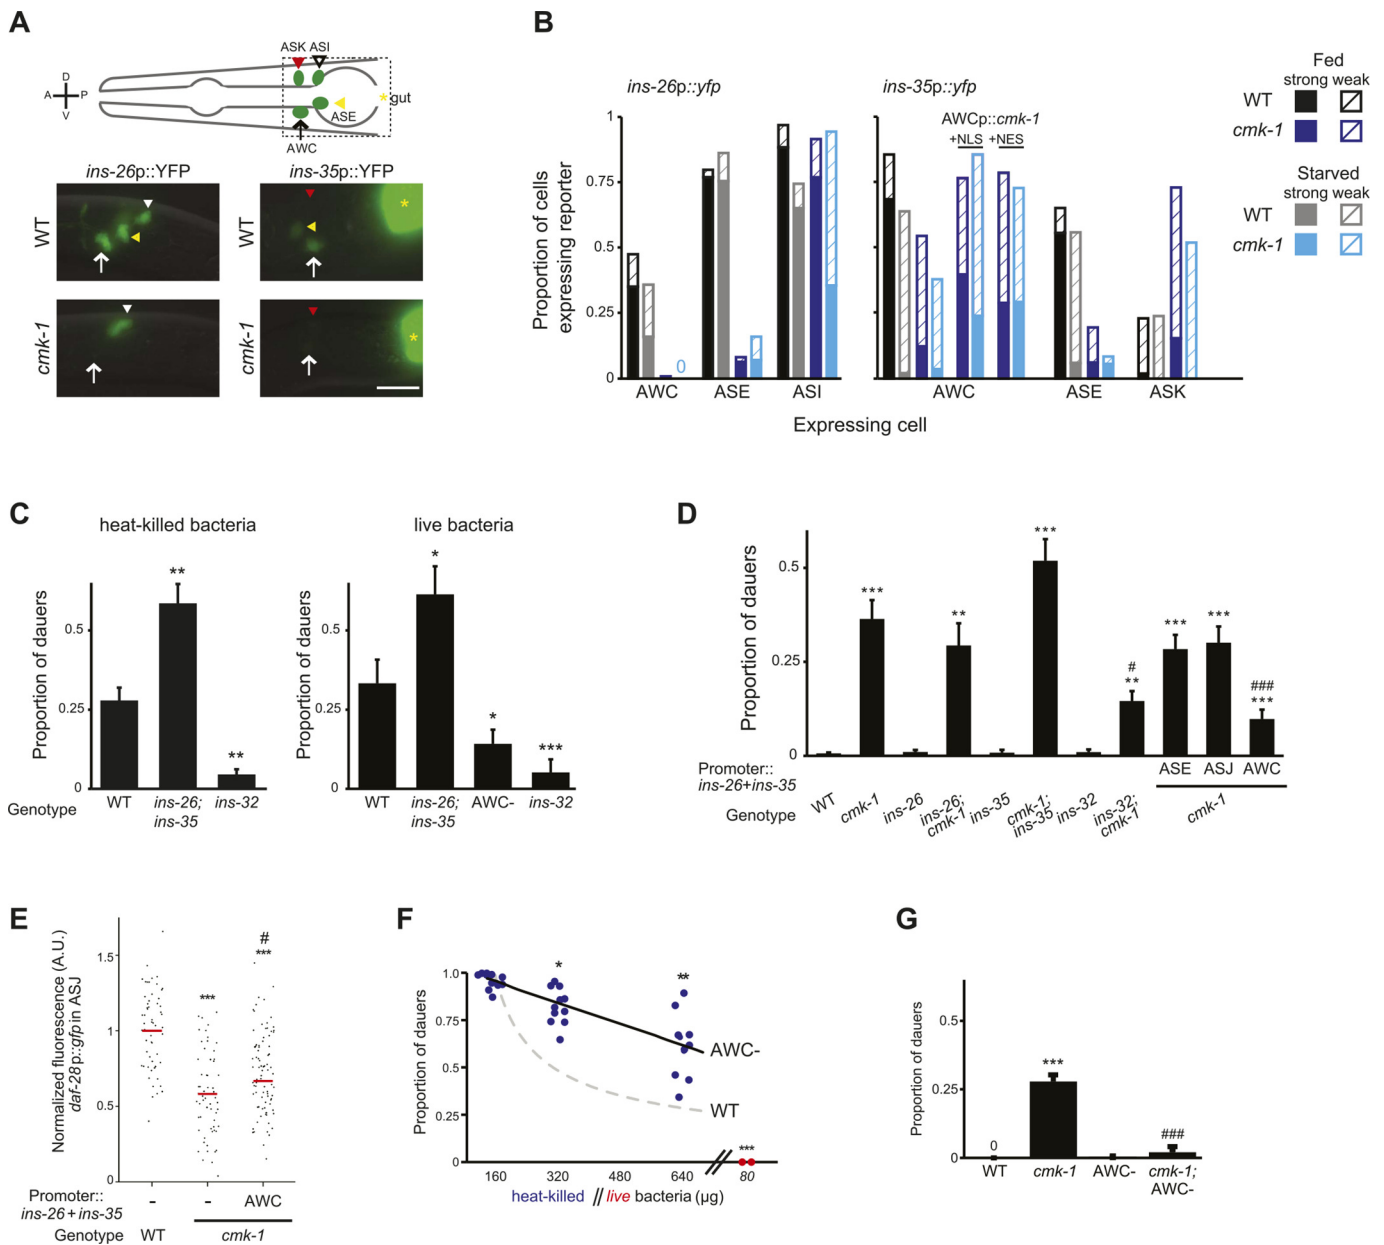 A
ASK ASI
D
A P
V
gut
ASE
AWC
ins-26p::YFP
ins-35p::YFP
WT
WT
cmk-1
cmk-1
B
ins-26p::yfp
ins-35p::yfp
AWCp::cmk-1
+NLS +NES
Proportion of cells
expressing reporter
1
0.75
0.5
0.25
0
0
AWC ASE ASI
AWC ASE ASK
Expressing cell
Fed
strong weak
WT
cmk-1
Starved
strong weak
WT
cmk-1
C
heat-killed bacteria
Proportion of dauers
0.5
0.25
0
**
**
Genotype
WT ins-26; ins-32
ins-35
live bacteria
Proportion of dauers
0.5
0.25
0
*
*
***
WT ins-26; AWC- ins-32
ins-35
D
Proportion of dauers
0.5
0.25
0
***
**
***
#
**
***
***
###
***
Promoter::
ins-26+ins-35
ASE ASJ AWC
Genotype
WT
cmk-1
ins-26
ins-26;
cmk-1
ins-35
cmk-1;
ins-35
ins-32
ins-32;
cmk-1
cmk-1
E
Normalized fluorescence (A.U.)
daf-28p::gfp in ASJ
1.5
1
0.5
0
***
#
***
Promoter::
ins-26+ins-35
- - AWC
Genotype WT cmk-1
F
Proportion of dauers
1.0
0.75
0.5
0.25
0
*
**
***
AWC-
WT
160 320 480 640 80
heat-killed // live bacteria (µg)
G
Proportion of dauers
0.5
0.25
0
0
***
###
WT cmk-1 AWC- cmk-1;
AWC-